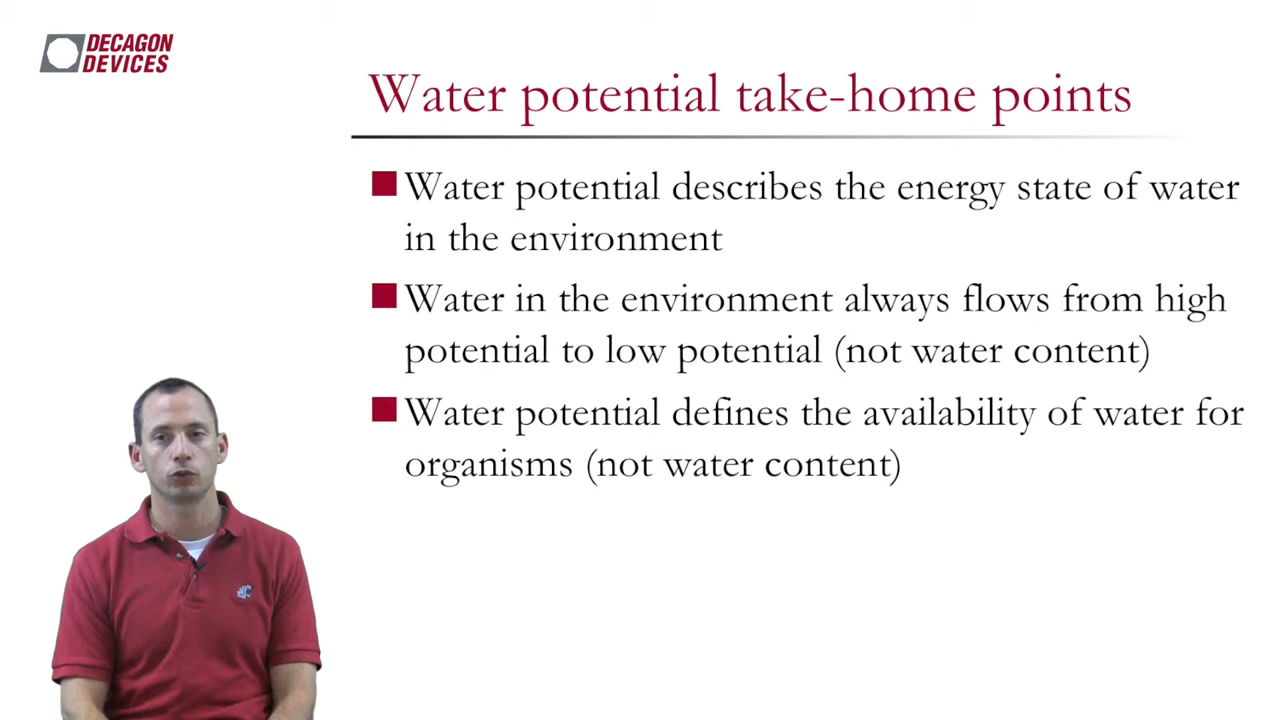 DECAGON
DEVICES
Water potential take-home points
Water potential describes the energy state of water
in the environment
Water in the environment always flows from high
potential to low potential (not water content)
Water potential defines the availability of water for
organisms (not water content)